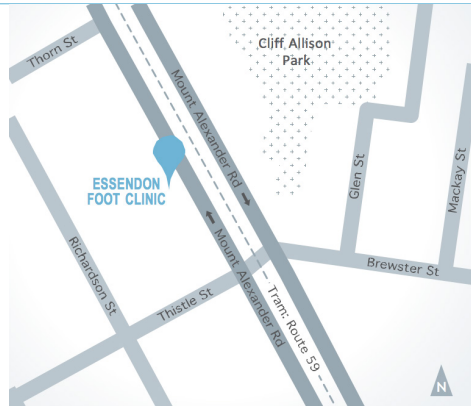 Cliff Allison
Park
Thorn St
Mount Alexander Rd
ESSENDON
FOOT CLINIC
Glen St
Mackay St
Richardson St
Mount Alexander Rd
Thistle St
Brewster St
Tram: Route 59
N